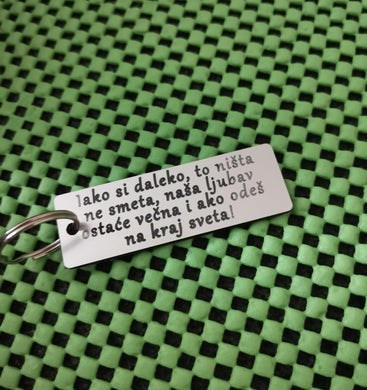 Iako si daleko, to ništa
ne smeta, naša ljubav
ostaće večna i ako odeš
na kraj sveta!